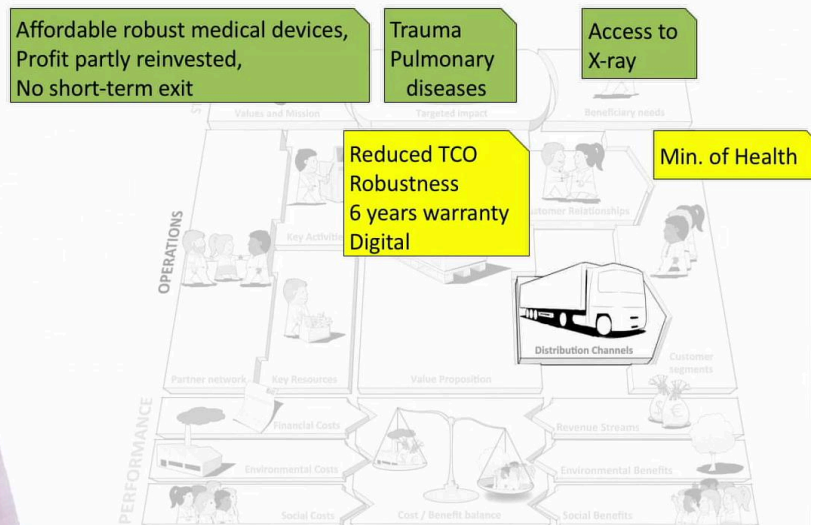 Affordable robust medical devices,
Profit partly reinvested,
No short-term exit
Trauma
Pulmonary
diseases
Access to
X-ray
Values and Mission
Targeted impact
Beneficiary needs
Reduced TCO
Robustness
6 years warranty
Digital
Min. of Health
OPERATIONS
Key Activitie
ustomer Relationships
Distribution Channels
Customer
segments
Partner network
Key Resources
Value Proposition
PERFORMANCE
Financial Costs
Revenue Streams
Environmental Costs
Environmental Benefits
Social Costs
Cost / Benefit balance
Social Benefits